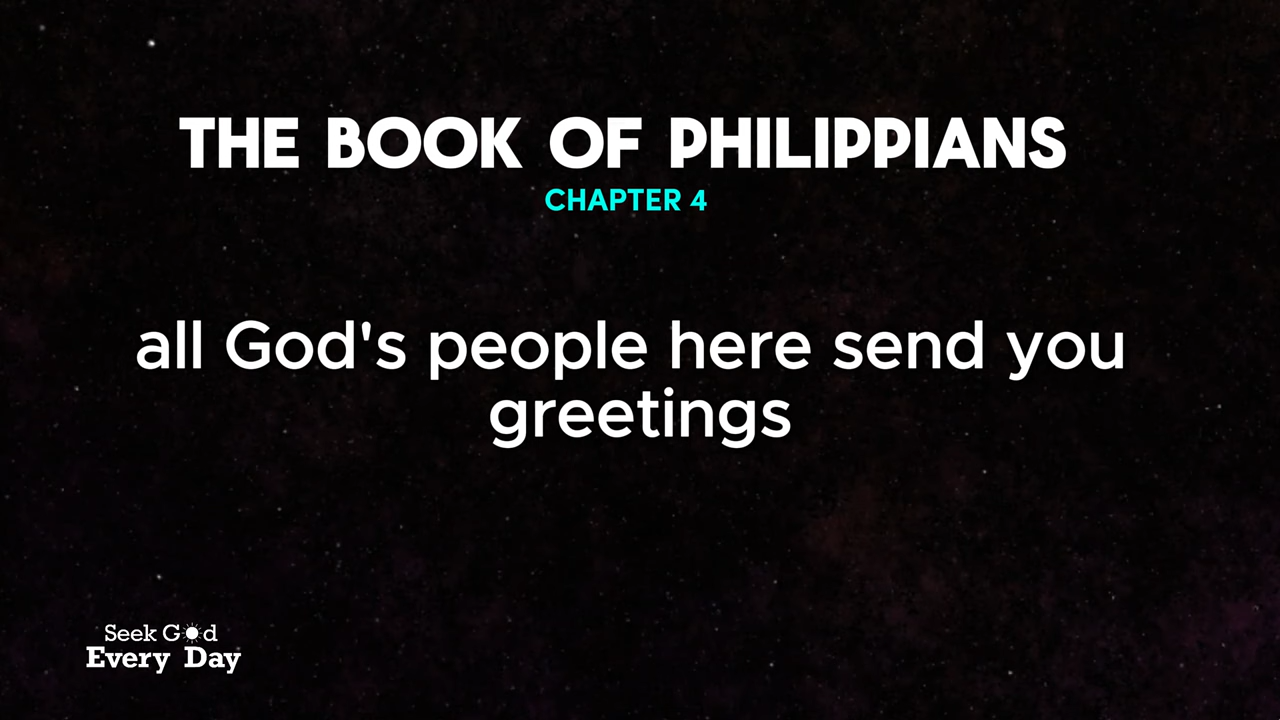 THE BOOK OF PHILIPPIANS
CHAPTER 4
all God's people here send you
greetings
Seek God
Every Day